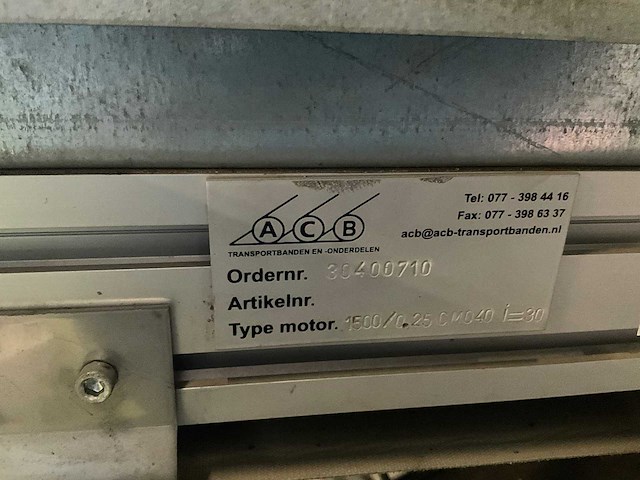 A C B
TRANSPORTBANDEN EN -ONDERDELEN
Tel: 077 - 398 44 16
Fax: 077 - 398 63 37
acb@acb-transportbanden.nl
Ordernr. 30400710
Artikelnr.
Type motor. 1500/0.25 CM040 i=30